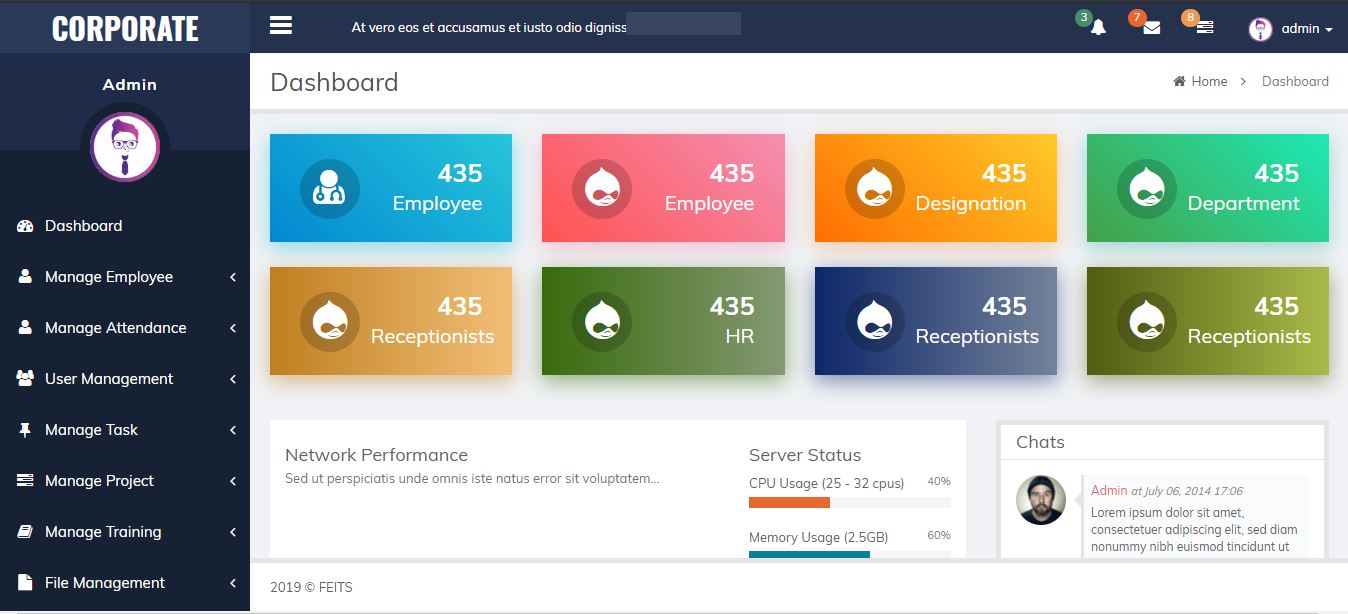 CORPORATE
At vero eos et accusamus et iusto odio digniss
3
7
8
admin
Admin
Dashboard
Manage Employee
Manage Attendance
User Management
Manage Task
Manage Project
Manage Training
File Management
Dashboard
Home
Dashboard
435
Employee
435
Employee
435
Designation
435
Department
435
Receptionists
435
HR
435
Receptionists
435
Receptionists
Network Performance
Sed ut perspiciatis unde omnis iste natus error sit voluptatem...
Server Status
CPU Usage (25 - 32 cpus) 40%
Memory Usage (2.5GB) 60%
Chats
Admin at July 06, 2014 17:06
Lorem ipsum dolor sit amet,
consectetuer adipiscing elit, sed diam
nonummy nibh euismod tincidunt ut
2019 © FEITS